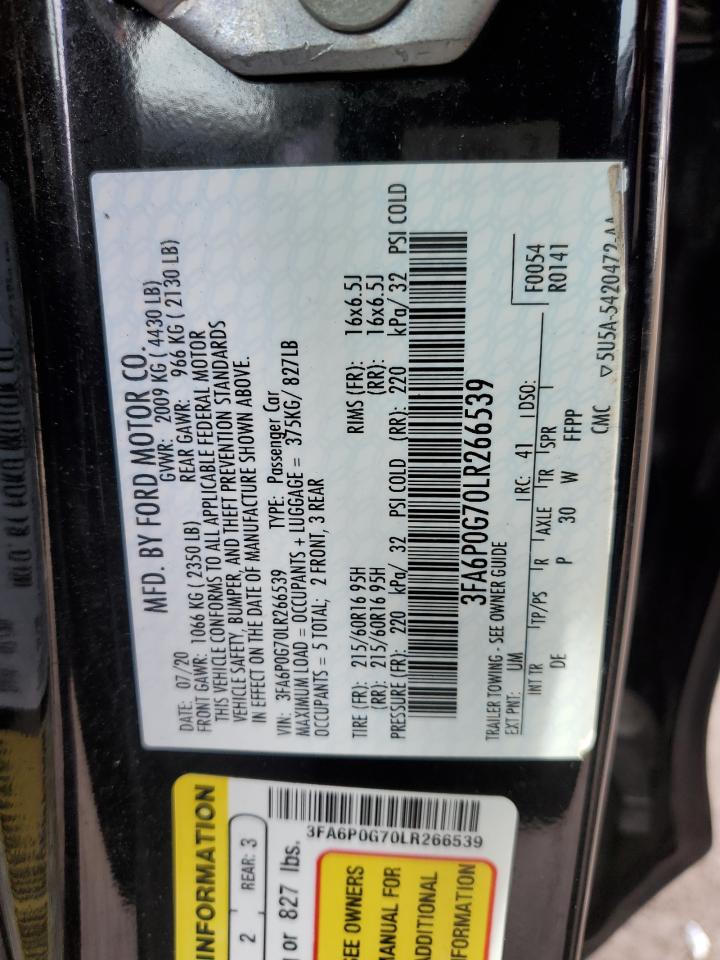 MFD. BY FORD MOTOR CO.
DATE: 07/20 GVWR: 2009 KG ( 4430 LB)
FRONT GAWR: 1066 KG ( 2350 LB) REAR GAWR: 966 KG ( 2130 LB)
THIS VEHICLE CONFORMS TO ALL APPLICABLE FEDERAL MOTOR
VEHICLE SAFETY, BUMPER, AND THEFT PREVENTION STANDARDS
IN EFFECT ON THE DATE OF MANUFACTURE SHOWN ABOVE.
VIN: 3FA6P0G70LR266539 TYPE: Passenger Car
MAXIMUM LOAD = OCCUPANTS + LUGGAGE = 375KG/ 827LB
OCCUPANTS = 5 TOTAL; 2 FRONT, 3 REAR
TIRE (FR): 215/60R16 95H RIMS (FR): 16x6.5J
(RR): 215/60R16 95H (RR): 16x6.5J
PRESSURE (FR): 220 kPa/ 32 PSI COLD (RR): 220 kPa/ 32 PSI COLD
3FA6P0G70LR266539
TRAILER TOWING - SEE OWNER GUIDE
F0054
EXT PNT: UM RC: 41 DSO: R0141
INT TR TP/PS R AXLE TR SPR
DE P 30 W FFPP
CMC ▽5U5A-5420472-AA
INFORMATION
2 REAR: 3
or 827 lbs.
3FA6P0G70LR266539
SEE OWNERS
MANUAL FOR
ADDITIONAL
INFORMATION